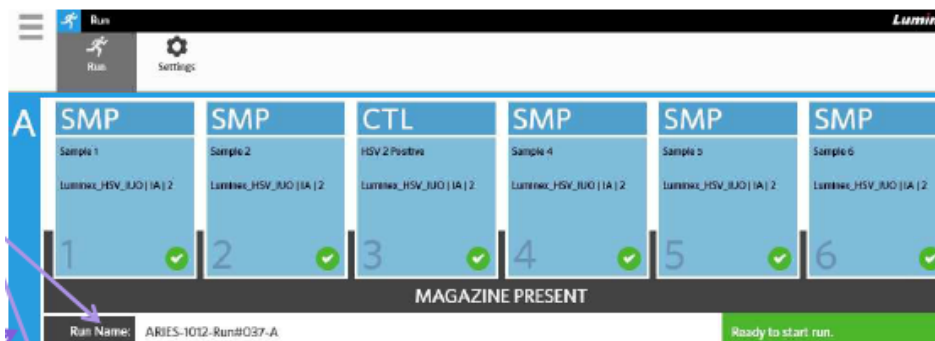 Run
Lumin
Run
Settings
A
SMP SMP CTL SMP SMP SMP
Sample 1 Sample 2 HSV 2 Positive Sample 4 Sample 5 Sample 6
Luminex_HSV_IUO | IA | 2 Luminex_HSV_IUO | IA | 2 Luminex_HSV_IUO | IA | 2 Luminex_HSV_IUO | IA | 2 Luminex_HSV_IUO | IA | 2 Luminex_HSV_IUO | IA | 2
1 2 3 4 5 6
MAGAZINE PRESENT
Run Name: ARIES-1012-Run#037-A Ready to start run.